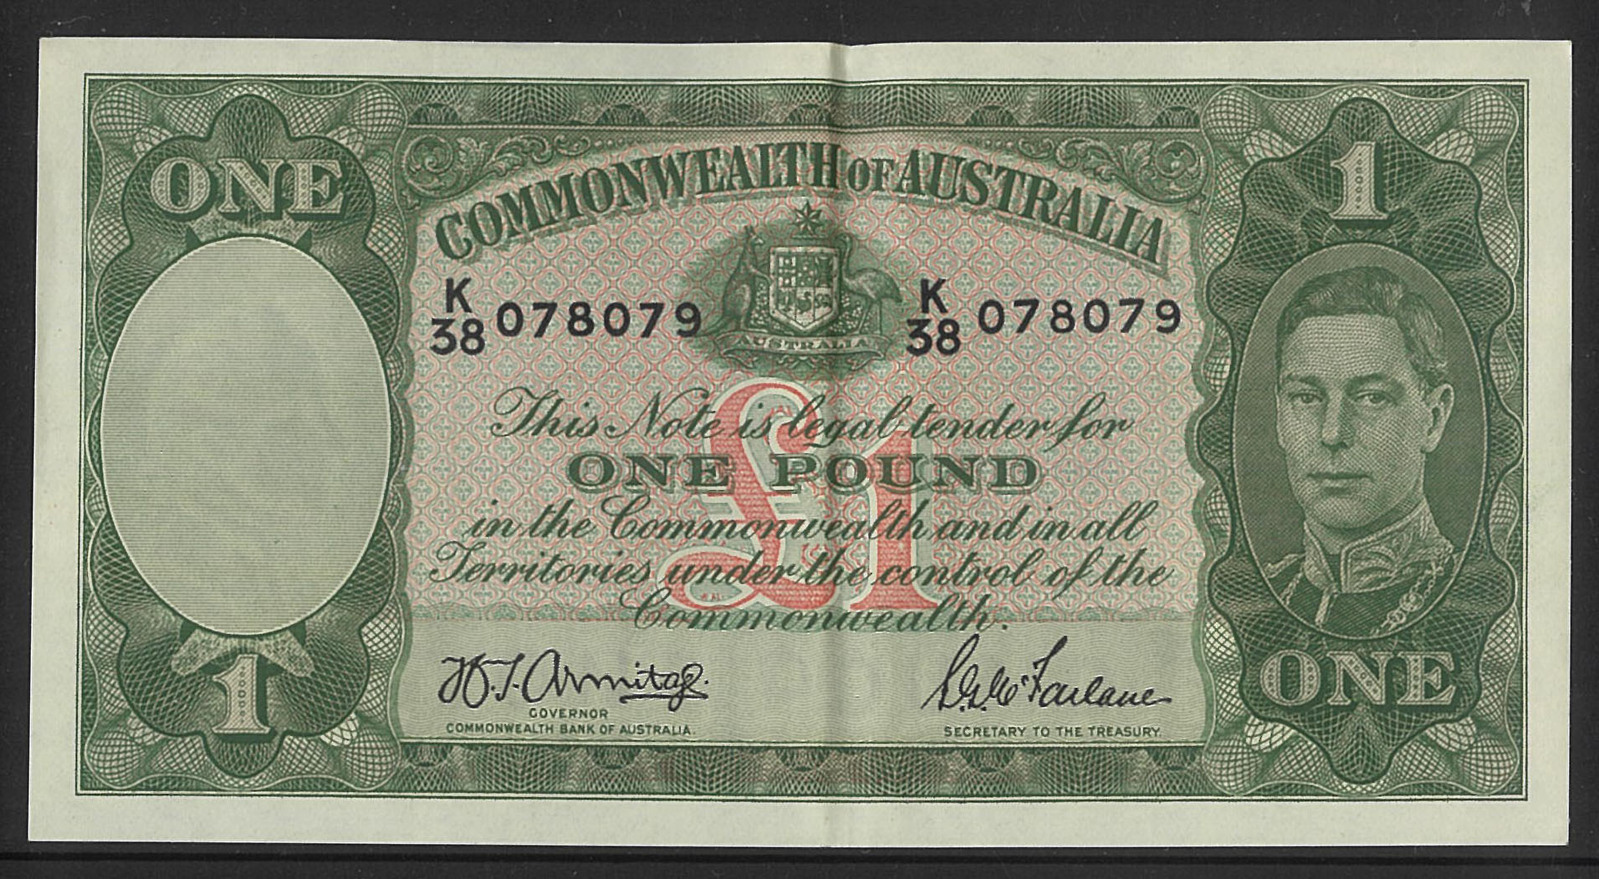 ONE
1
COMMONWEALTH OF AUSTRALIA
K/38 078079
K/38 078079
AUSTRALIA
£1
This Note is legal tender for
ONE POUND
in the Commonwealth and in all
Territories under the control of the
Commonwealth.
H.T. Armitage.
S.G. McFarlane
GOVERNOR
COMMONWEALTH BANK OF AUSTRALIA.
SECRETARY TO THE TREASURY.
1
ONE